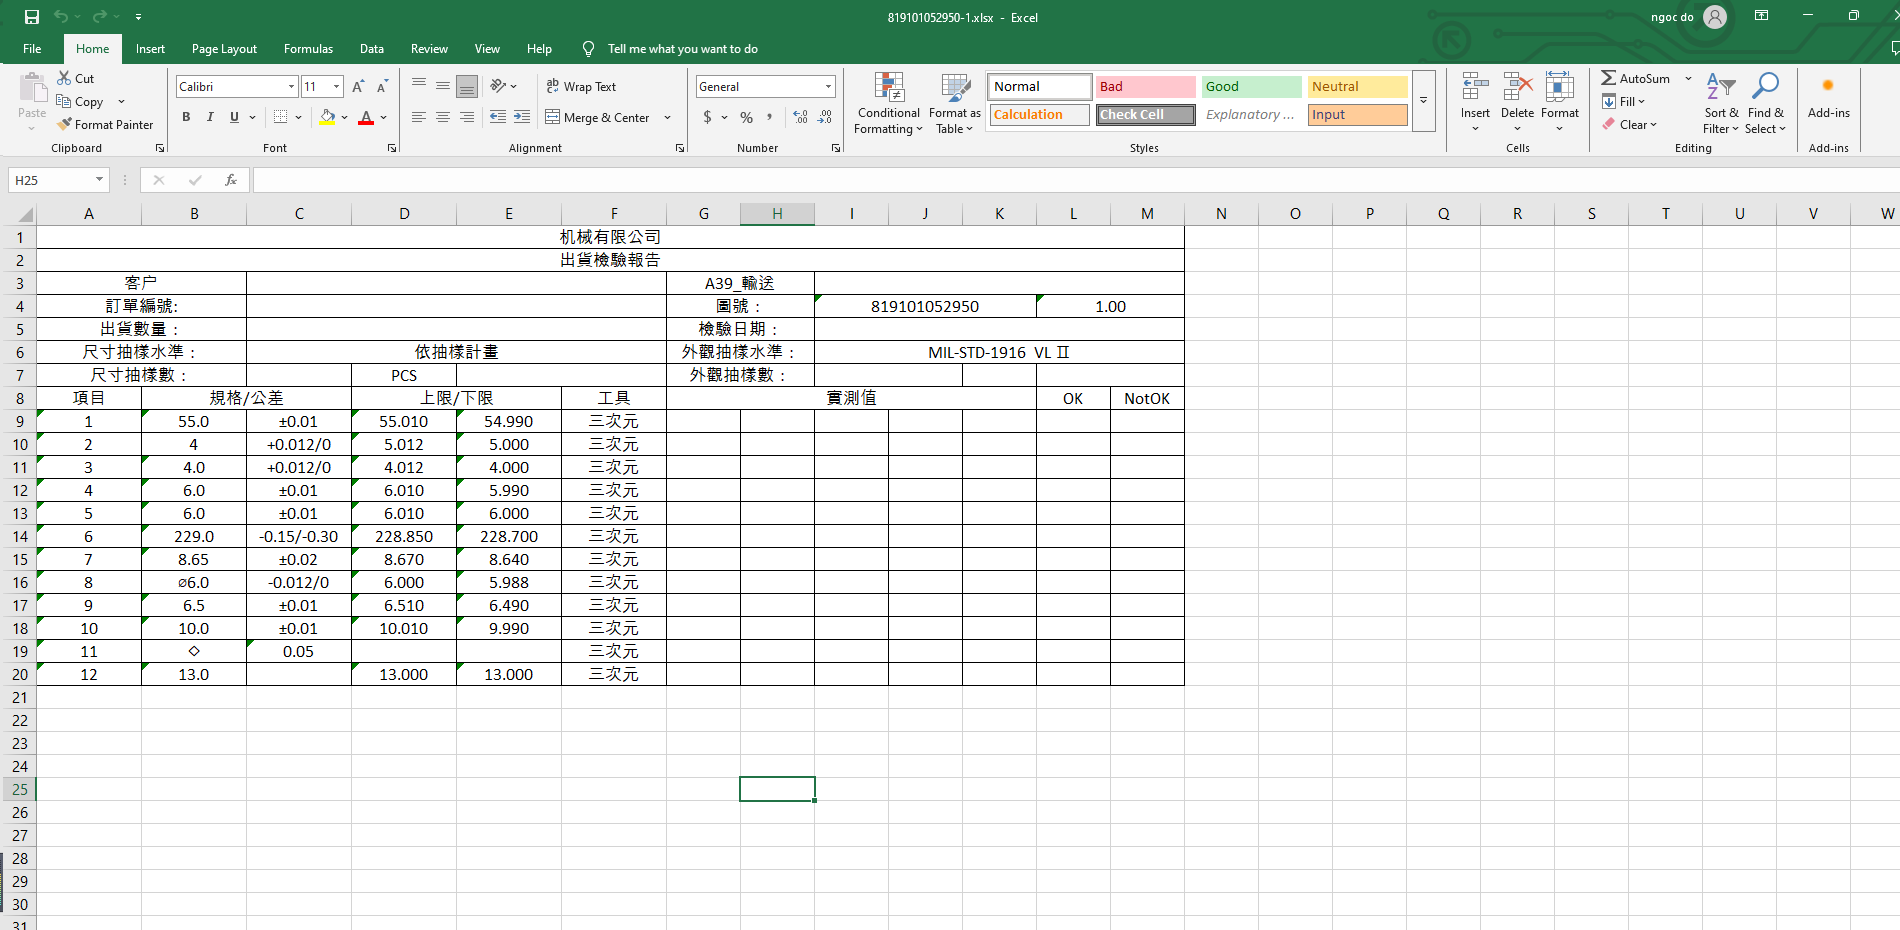 819101052950-1.xlsx - Excel
ngoc do
File Home Insert Page Layout Formulas Data Review View Help Tell me what you want to do
Paste
Cut
Copy
Format Painter
Clipboard
Calibri 11
B I U
Font
Wrap Text
Merge & Center
Alignment
General
$ %
Number
Conditional Formatting
Format as Table
Normal Bad Good Neutral
Calculation Check Cell Explanatory ... Input
Styles
Insert Delete Format
Cells
AutoSum
Fill
Clear
Sort & Filter
Find & Select
Editing
Add-ins
Add-ins
H25 fx
A B C D E F G H I J K L M N O P Q R S T U V W
1 机械有限公司
2 出貨檢驗報告
3 客户 A39_輸送
4 訂單編號: 圖號： 819101052950 1.00
5 出貨數量： 檢驗日期：
6 尺寸抽樣水準： 依抽樣計畫 外觀抽樣水準： MIL-STD-1916 VL Ⅱ
7 尺寸抽樣數： PCS 外觀抽樣數：
8 項目 規格/公差 上限/下限 工具 實測值 OK NotOK
9 1 55.0 ±0.01 55.010 54.990 三次元
10 2 4 +0.012/0 5.012 5.000 三次元
11 3 4.0 +0.012/0 4.012 4.000 三次元
12 4 6.0 ±0.01 6.010 5.990 三次元
13 5 6.0 ±0.01 6.010 6.000 三次元
14 6 229.0 -0.15/-0.30 228.850 228.700 三次元
15 7 8.65 ±0.02 8.670 8.640 三次元
16 8 ⌀6.0 -0.012/0 6.000 5.988 三次元
17 9 6.5 ±0.01 6.510 6.490 三次元
18 10 10.0 ±0.01 10.010 9.990 三次元
19 11 ◇ 0.05 三次元
20 12 13.0 13.000 13.000 三次元
21
22
23
24
25
26
27
28
29
30
31